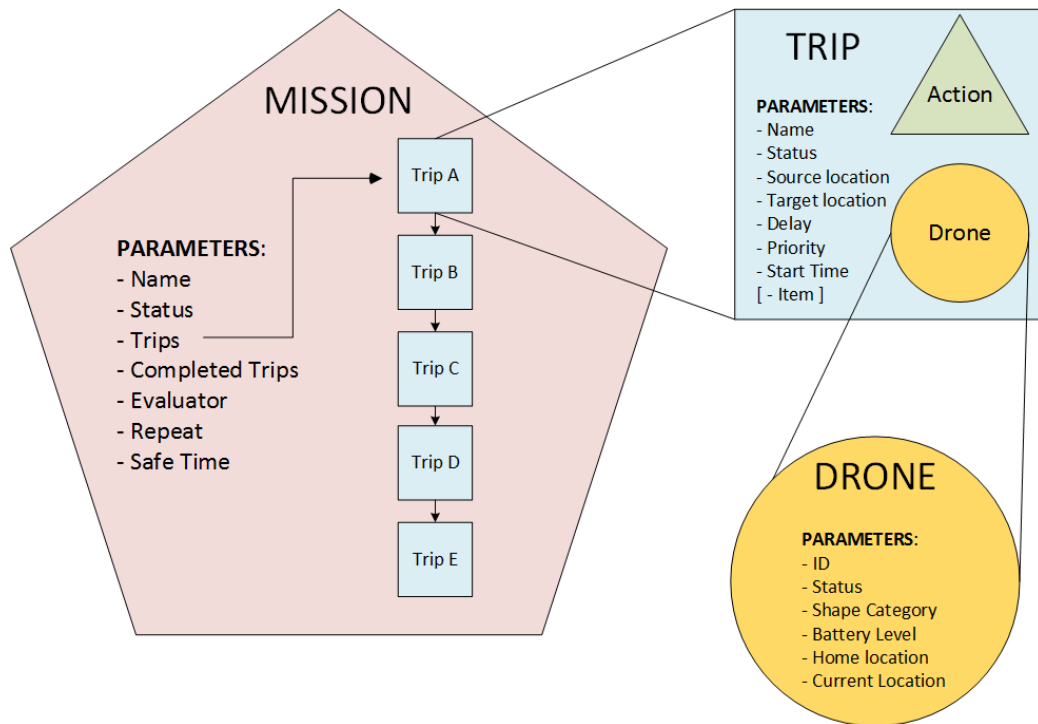 MISSION
Trip A
Trip B
Trip C
Trip D
Trip E
PARAMETERS:
- Name
- Status
- Trips
- Completed Trips
- Evaluator
- Repeat
- Safe Time
TRIP
Action
PARAMETERS:
- Name
- Status
- Source location
- Target location
- Delay
- Priority
- Start Time
[ - Item ]
Drone
DRONE
PARAMETERS:
- ID
- Status
- Shape Category
- Battery Level
- Home location
- Current Location